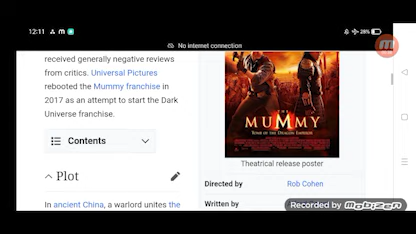 12:11
28%
No internet connection
received generally negative reviews
from critics. Universal Pictures
rebooted the Mummy franchise in
2017 as an attempt to start the Dark
Universe franchise.
Contents
Plot
In ancient China, a warlord unites the
THE
MUMMY
TOMB OF THE DRAGON EMPEROR
Theatrical release poster
Directed by Rob Cohen
Written by
Recorded by Mobizen